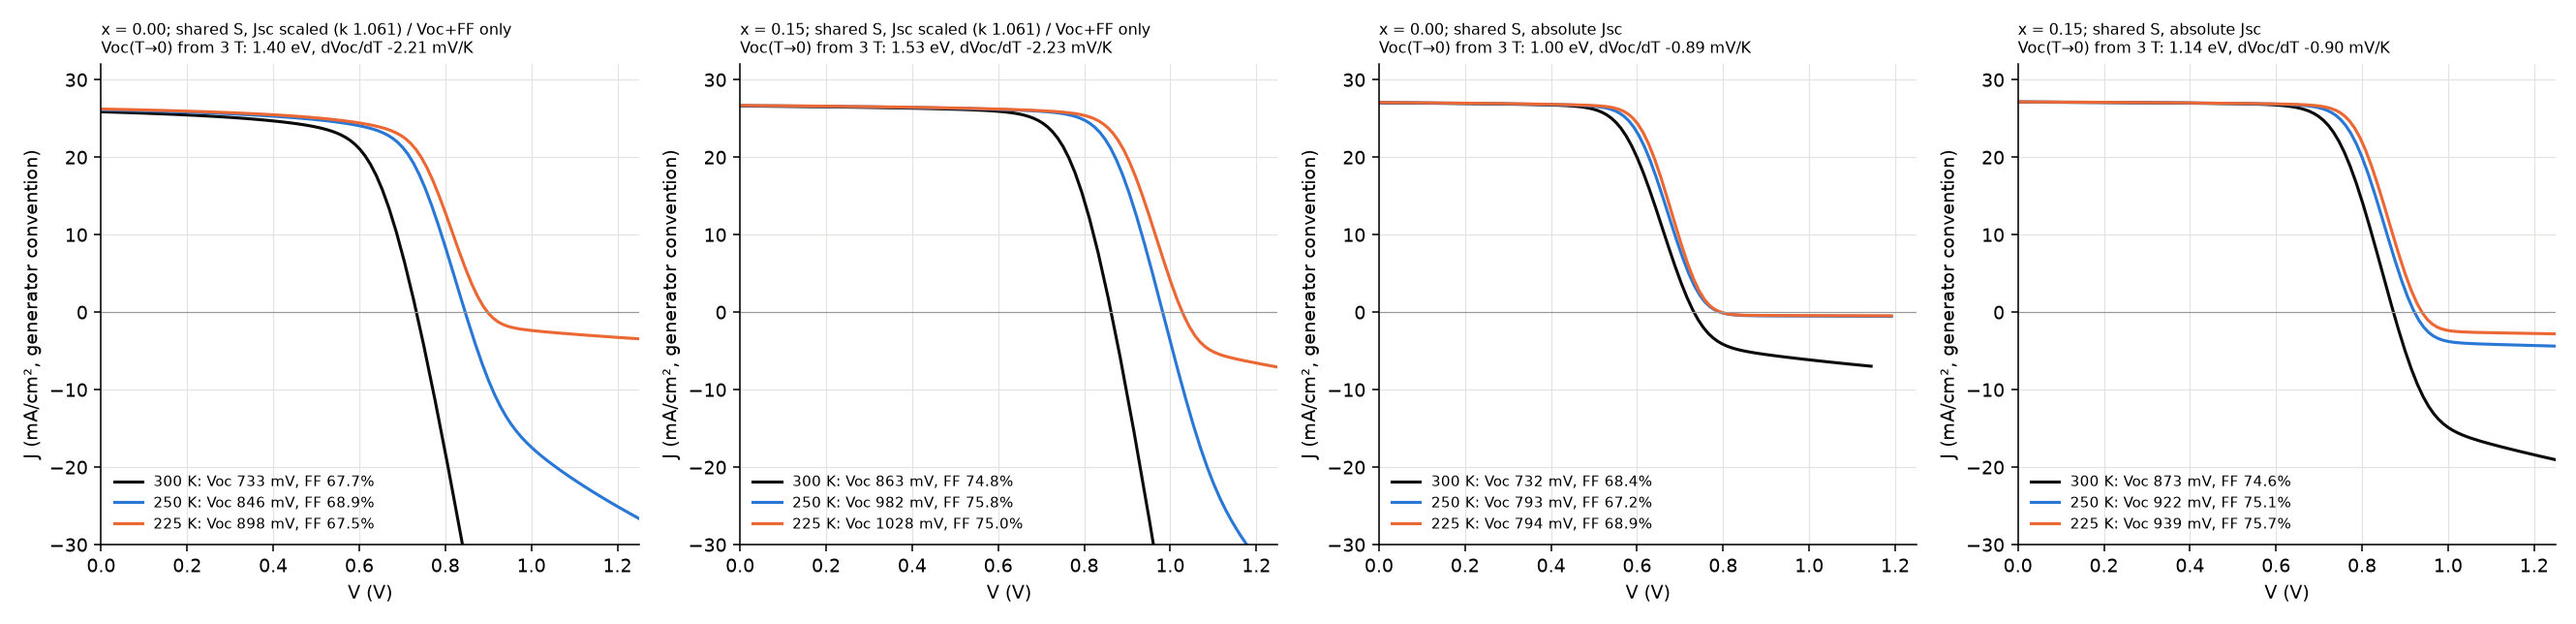 x = 0.00; shared S, Jsc scaled (k 1.061) / Voc+FF only
Voc(T→0) from 3 T: 1.40 eV, dVoc/dT -2.21 mV/K
30
20
10
0
−10
−20
−30
J (mA/cm², generator convention)
300 K: Voc 733 mV, FF 67.7%
250 K: Voc 846 mV, FF 68.9%
225 K: Voc 898 mV, FF 67.5%
0.0 0.2 0.4 0.6 0.8 1.0 1.2
V (V)
x = 0.15; shared S, Jsc scaled (k 1.061) / Voc+FF only
Voc(T→0) from 3 T: 1.53 eV, dVoc/dT -2.23 mV/K
30
20
10
0
−10
−20
−30
J (mA/cm², generator convention)
300 K: Voc 863 mV, FF 74.8%
250 K: Voc 982 mV, FF 75.8%
225 K: Voc 1028 mV, FF 75.0%
0.0 0.2 0.4 0.6 0.8 1.0 1.2
V (V)
x = 0.00; shared S, absolute Jsc
Voc(T→0) from 3 T: 1.00 eV, dVoc/dT -0.89 mV/K
30
20
10
0
−10
−20
−30
J (mA/cm², generator convention)
300 K: Voc 732 mV, FF 68.4%
250 K: Voc 793 mV, FF 67.2%
225 K: Voc 794 mV, FF 68.9%
0.0 0.2 0.4 0.6 0.8 1.0 1.2
V (V)
x = 0.15; shared S, absolute Jsc
Voc(T→0) from 3 T: 1.14 eV, dVoc/dT -0.90 mV/K
30
20
10
0
−10
−20
−30
J (mA/cm², generator convention)
300 K: Voc 873 mV, FF 74.6%
250 K: Voc 922 mV, FF 75.1%
225 K: Voc 939 mV, FF 75.7%
0.0 0.2 0.4 0.6 0.8 1.0 1.2
V (V)